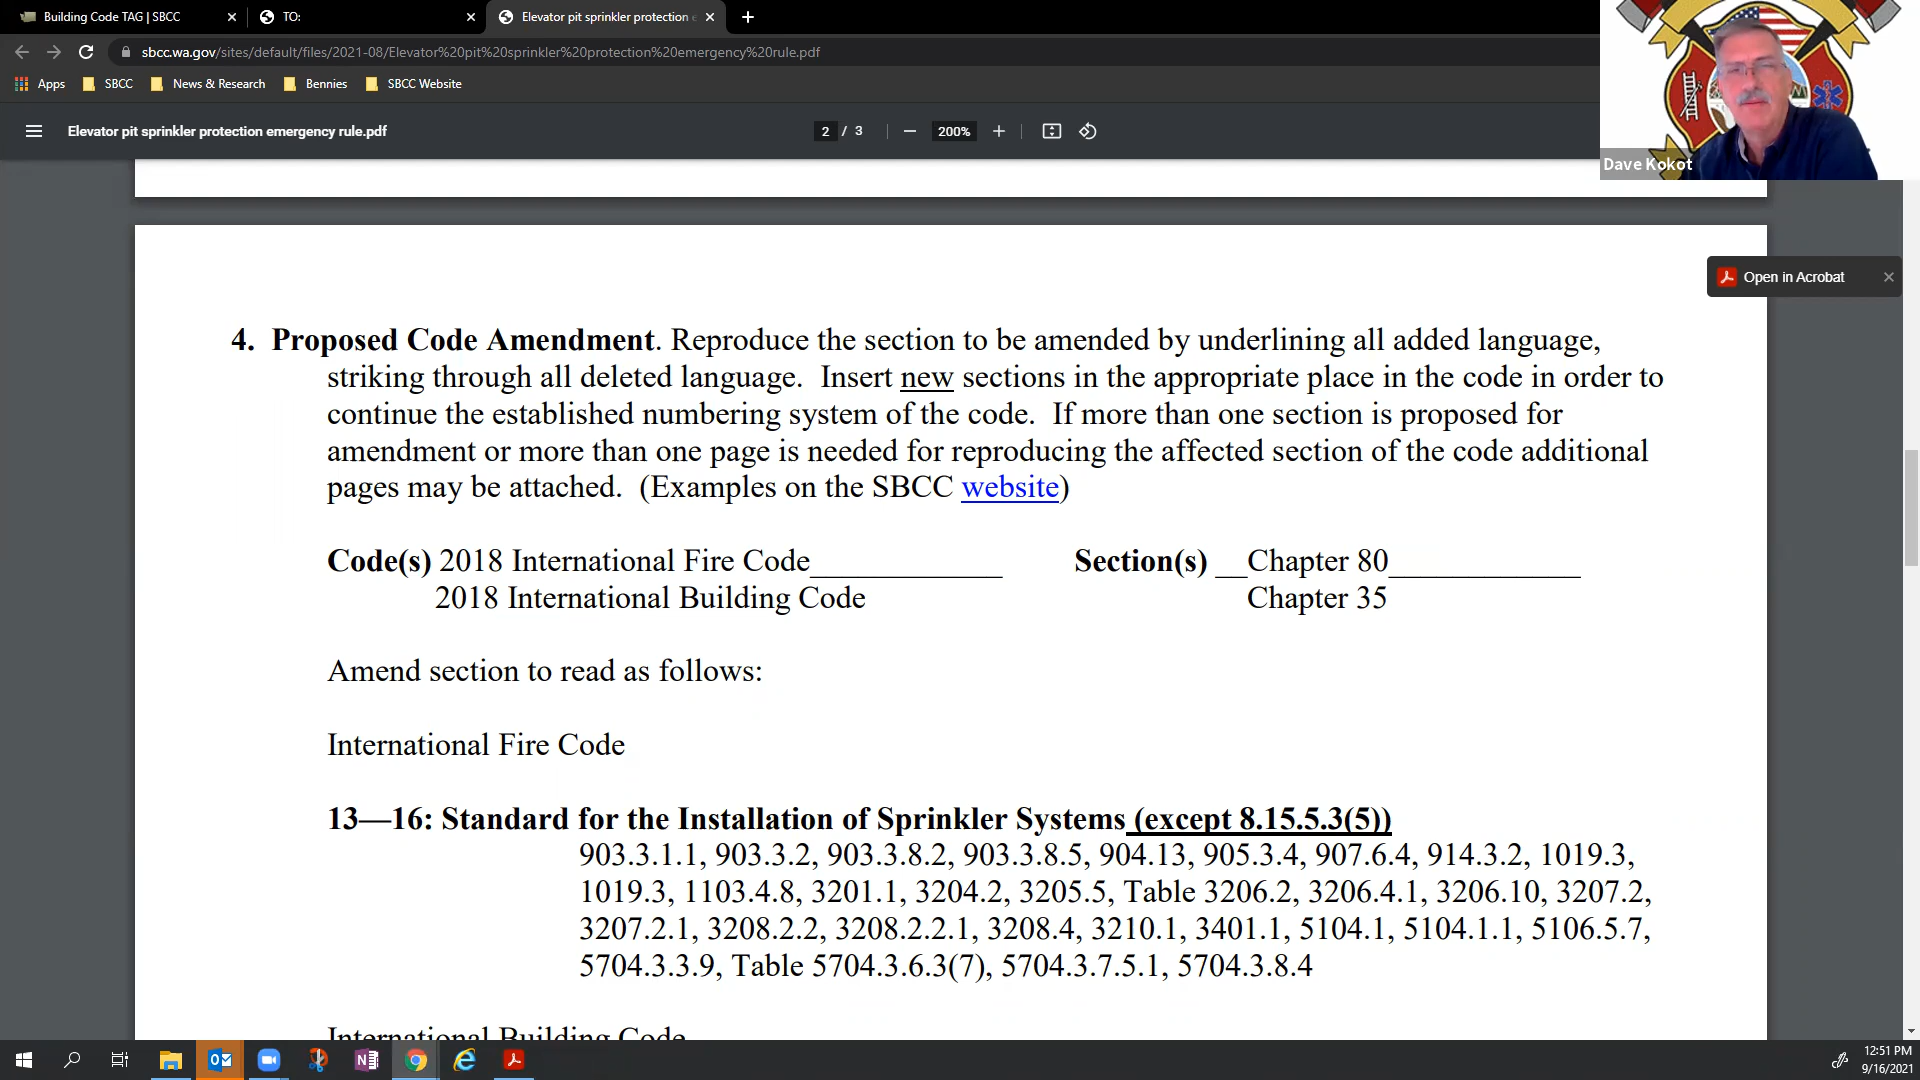 Building Code TAG | SBCC
TO:
Elevator pit sprinkler protection e
sbcc.wa.gov/sites/default/files/2021-08/Elevator%20pit%20sprinkler%20protection%20emergency%20rule.pdf
Apps
SBCC
News & Research
Bennies
SBCC Website
Elevator pit sprinkler protection emergency rule.pdf
2 / 3
200%
Dave Kokot
Open in Acrobat
4. Proposed Code Amendment. Reproduce the section to be amended by underlining all added language,
striking through all deleted language. Insert new sections in the appropriate place in the code in order to
continue the established numbering system of the code. If more than one section is proposed for
amendment or more than one page is needed for reproducing the affected section of the code additional
pages may be attached. (Examples on the SBCC website)
Code(s) 2018 International Fire Code____________ Section(s) __Chapter 80____________
2018 International Building Code Chapter 35
Amend section to read as follows:
International Fire Code
13—16: Standard for the Installation of Sprinkler Systems (except 8.15.5.3(5))
903.3.1.1, 903.3.2, 903.3.8.2, 903.3.8.5, 904.13, 905.3.4, 907.6.4, 914.3.2, 1019.3,
1019.3, 1103.4.8, 3201.1, 3204.2, 3205.5, Table 3206.2, 3206.4.1, 3206.10, 3207.2,
3207.2.1, 3208.2.2, 3208.2.2.1, 3208.4, 3210.1, 3401.1, 5104.1, 5104.1.1, 5106.5.7,
5704.3.3.9, Table 5704.3.6.3(7), 5704.3.7.5.1, 5704.3.8.4
International Building Code
12:51 PM
9/16/2021